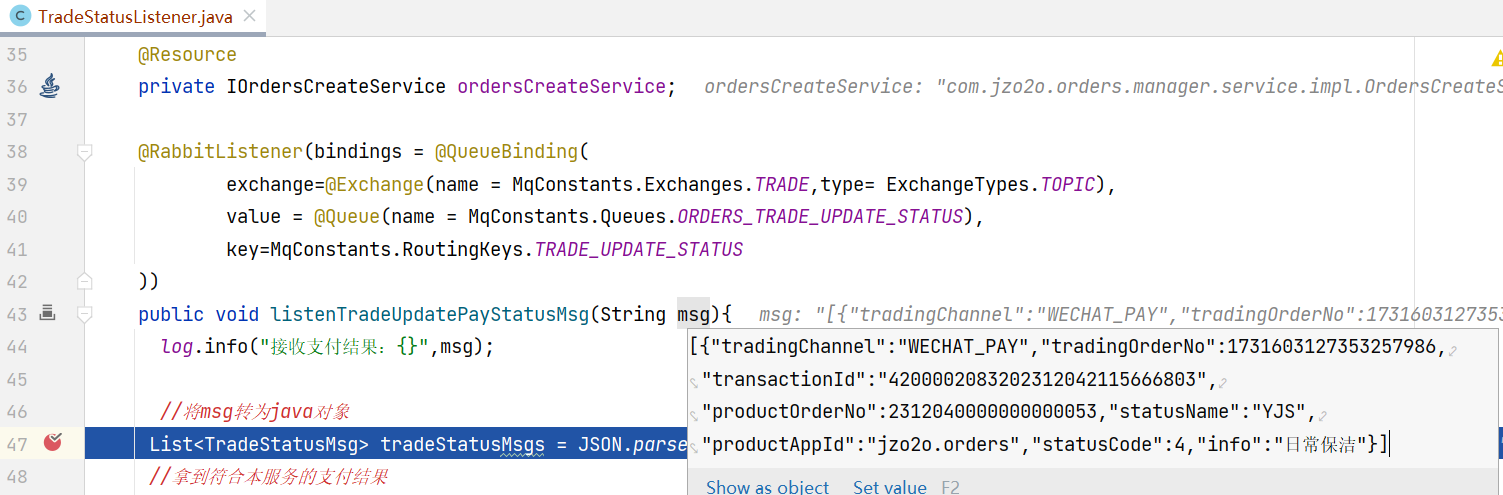 C TradeStatusListener.java
35 @Resource
36 private IOrdersCreateService ordersCreateService; ordersCreateService: "com.jzo2o.orders.manager.service.impl.OrdersCreateS
37
38 @RabbitListener(bindings = @QueueBinding(
39 exchange=@Exchange(name = MqConstants.Exchanges.TRADE,type= ExchangeTypes.TOPIC),
40 value = @Queue(name = MqConstants.Queues.ORDERS_TRADE_UPDATE_STATUS),
41 key=MqConstants.RoutingKeys.TRADE_UPDATE_STATUS
42 ))
43 public void listenTradeUpdatePayStatusMsg(String msg){ msg: "[{"tradingChannel":"WECHAT_PAY","tradingOrderNo":1731603127353
44 log.info("接收支付结果：{}",msg);
[{"tradingChannel":"WECHAT_PAY","tradingOrderNo":1731603127353257986,
45
"transactionId":"4200002083202312042115666803",
46 //将msg转为java对象
"productOrderNo":2312040000000000053,"statusName":"YJS",
47 List<TradeStatusMsg> tradeStatusMsgs = JSON.parse
"productAppId":"jzo2o.orders","statusCode":4,"info":"日常保洁"}]
48 //拿到符合本服务的支付结果
Show as object Set value F2